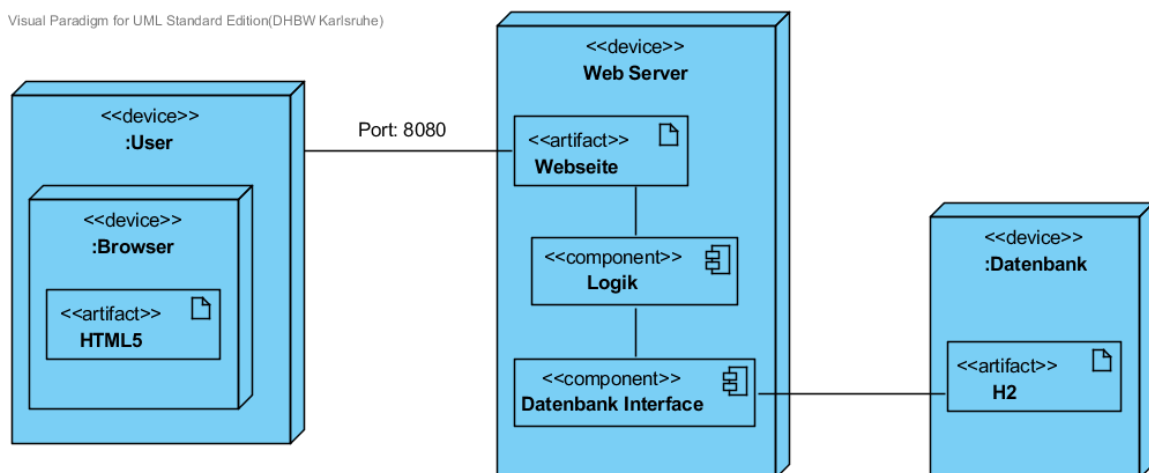 Visual Paradigm for UML Standard Edition(DHBW Karlsruhe)
<<device>>
:User
<<device>>
:Browser
<<artifact>>
HTML5
Port: 8080
<<device>>
Web Server
<<artifact>>
Webseite
<<component>>
Logik
<<component>>
Datenbank Interface
<<device>>
:Datenbank
<<artifact>>
H2